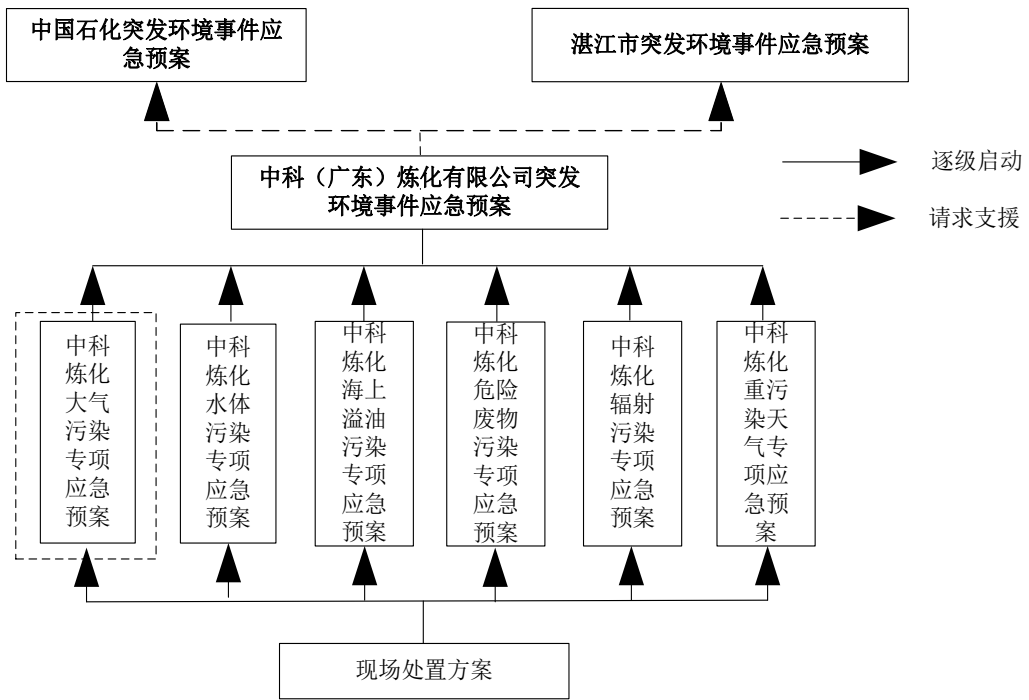 中国石化突发环境事件应
急预案
湛江市突发环境事件应急预案
中科（广东）炼化有限公司突发
环境事件应急预案
逐级启动
请求支援
中科
炼化
大气
污染
专项
应急
预案
中科
炼化
水体
污染
专项
应急
预案
中科
炼化
海上
溢油
污染
专项
应急
预案
中科
炼化
危险
废物
污染
专项
应急
预案
中科
炼化
辐射
污染
专项
应急
预案
中科
炼化
重污
染天
气专
项应
急预
案
现场处置方案